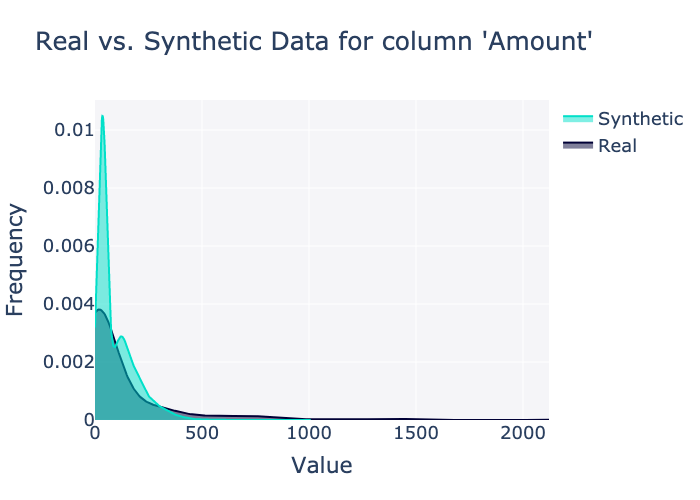 Real vs. Synthetic Data for column 'Amount'
Synthetic
Real
0.01
0.008
0.006
0.004
0.002
0
Frequency
0
500
1000
1500
2000
Value